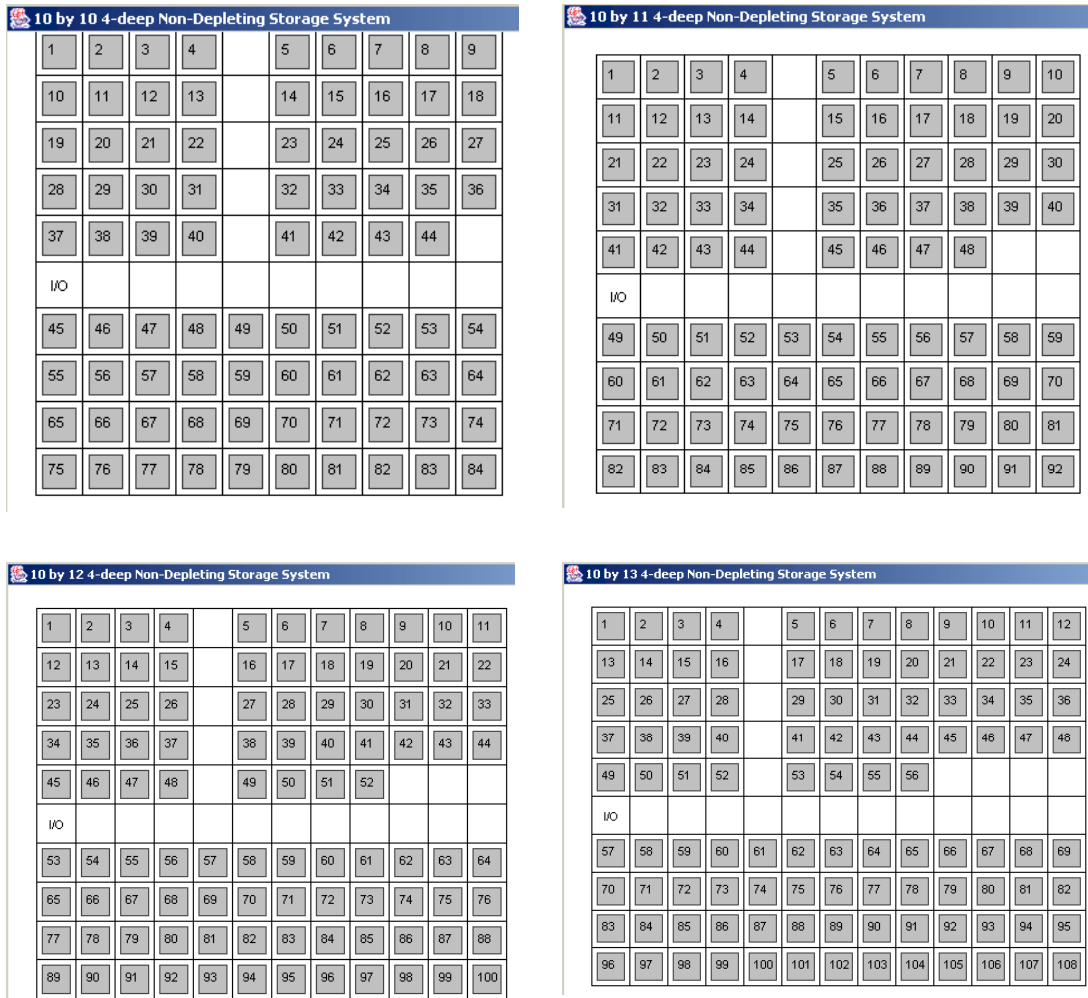 10 by 10 4-deep Non-Depleting Storage System
1 2 3 4 5 6 7 8 9
10 11 12 13 14 15 16 17 18
19 20 21 22 23 24 25 26 27
28 29 30 31 32 33 34 35 36
37 38 39 40 41 42 43 44
I/O
45 46 47 48 49 50 51 52 53 54
55 56 57 58 59 60 61 62 63 64
65 66 67 68 69 70 71 72 73 74
75 76 77 78 79 80 81 82 83 84
10 by 11 4-deep Non-Depleting Storage System
1 2 3 4 5 6 7 8 9 10
11 12 13 14 15 16 17 18 19 20
21 22 23 24 25 26 27 28 29 30
31 32 33 34 35 36 37 38 39 40
41 42 43 44 45 46 47 48
I/O
49 50 51 52 53 54 55 56 57 58 59
60 61 62 63 64 65 66 67 68 69 70
71 72 73 74 75 76 77 78 79 80 81
82 83 84 85 86 87 88 89 90 91 92
10 by 12 4-deep Non-Depleting Storage System
1 2 3 4 5 6 7 8 9 10 11
12 13 14 15 16 17 18 19 20 21 22
23 24 25 26 27 28 29 30 31 32 33
34 35 36 37 38 39 40 41 42 43 44
45 46 47 48 49 50 51 52
I/O
53 54 55 56 57 58 59 60 61 62 63 64
65 66 67 68 69 70 71 72 73 74 75 76
77 78 79 80 81 82 83 84 85 86 87 88
89 90 91 92 93 94 95 96 97 98 99 100
10 by 13 4-deep Non-Depleting Storage System
1 2 3 4 5 6 7 8 9 10 11 12
13 14 15 16 17 18 19 20 21 22 23 24
25 26 27 28 29 30 31 32 33 34 35 36
37 38 39 40 41 42 43 44 45 46 47 48
49 50 51 52 53 54 55 56
I/O
57 58 59 60 61 62 63 64 65 66 67 68 69
70 71 72 73 74 75 76 77 78 79 80 81 82
83 84 85 86 87 88 89 90 91 92 93 94 95
96 97 98 99 100 101 102 103 104 105 106 107 108